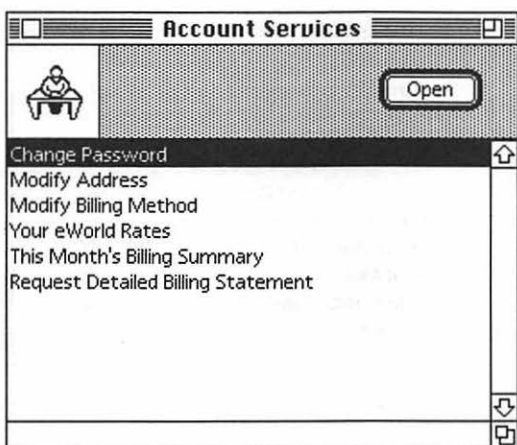 Account Services
Open
Change Password
Modify Address
Modify Billing Method
Your eWorld Rates
This Month's Billing Summary
Request Detailed Billing Statement